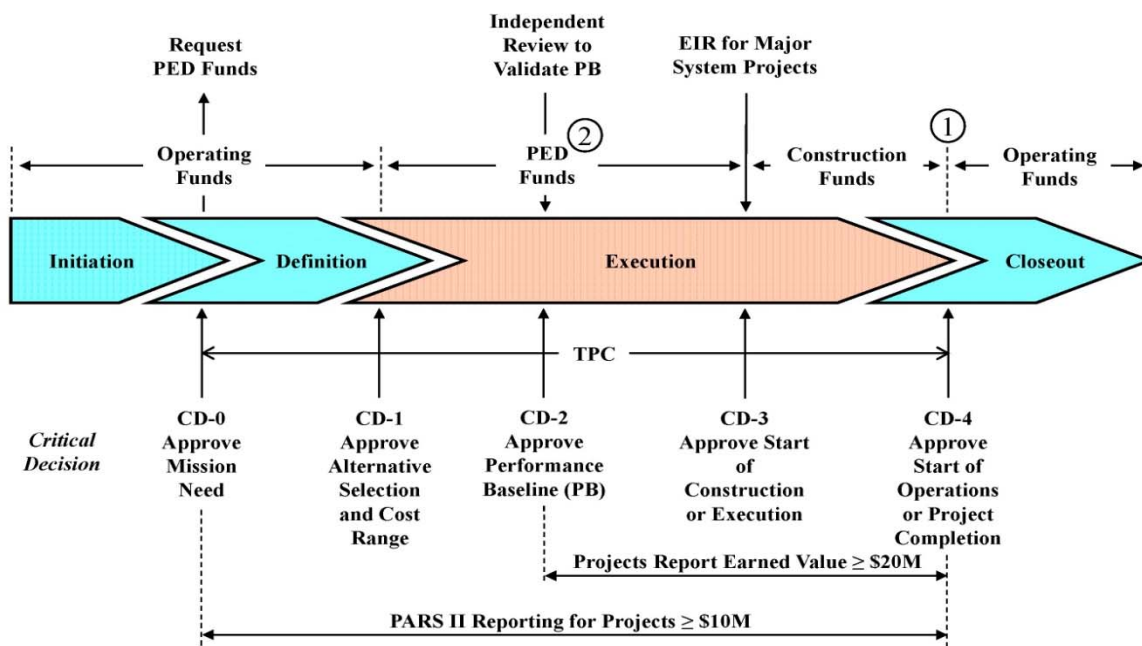 Request
PED Funds
Independent
Review to
Validate PB
EIR for Major
System Projects
Operating
Funds
PED
Funds
②
Construction
Funds
①
Operating
Funds
Initiation
Definition
Execution
Closeout
TPC
Critical
Decision
CD-0
Approve
Mission
Need
CD-1
Approve
Alternative
Selection
and Cost
Range
CD-2
Approve
Performance
Baseline (PB)
CD-3
Approve Start
of
Construction
or Execution
CD-4
Approve
Start of
Operations
or Project
Completion
Projects Report Earned Value ≥ $20M
PARS II Reporting for Projects ≥ $10M